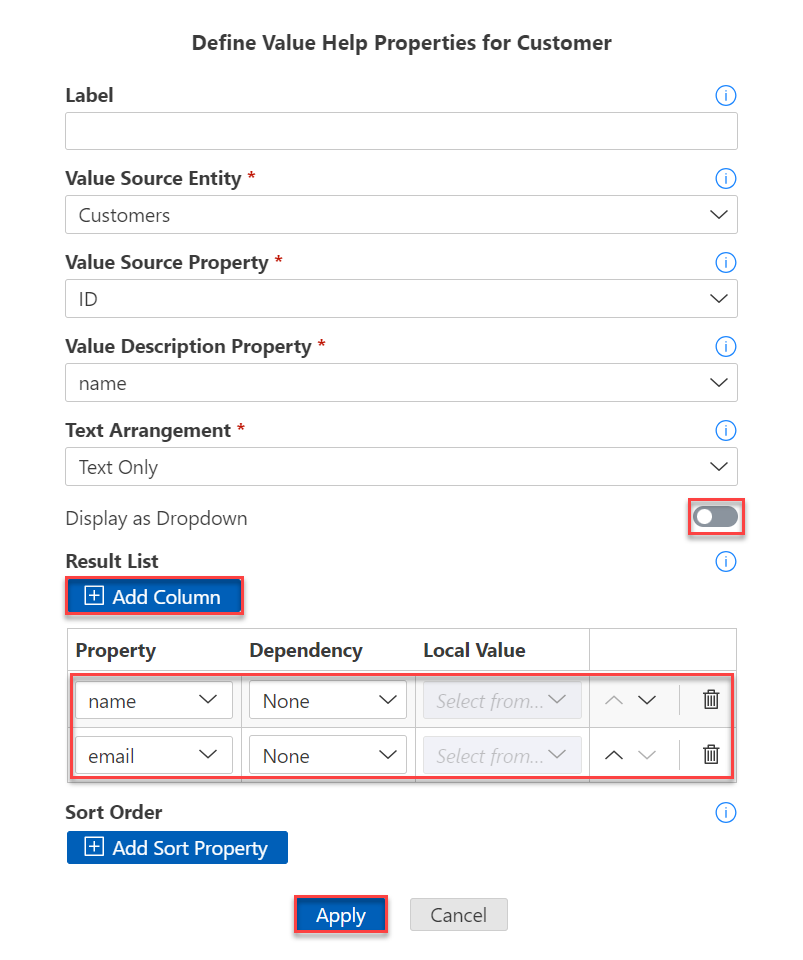 Define Value Help Properties for Customer
Label
Value Source Entity *
Customers
Value Source Property *
ID
Value Description Property *
name
Text Arrangement *
Text Only
Display as Dropdown
Result List
Add Column
Property Dependency Local Value
name None Select from...
email None Select from...
Sort Order
Add Sort Property
Apply Cancel